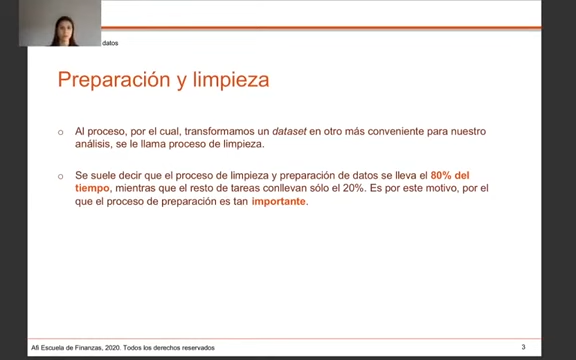 datos
Preparación y limpieza
o Al proceso, por el cual, transformamos un dataset en otro más conveniente para nuestro
análisis, se le llama proceso de limpieza.
o Se suele decir que el proceso de limpieza y preparación de datos se lleva el 80% del
tiempo, mientras que el resto de tareas conllevan sólo el 20%. Es por este motivo, por el
que el proceso de preparación es tan importante.
Afi Escuela de Finanzas, 2020. Todos los derechos reservados
3